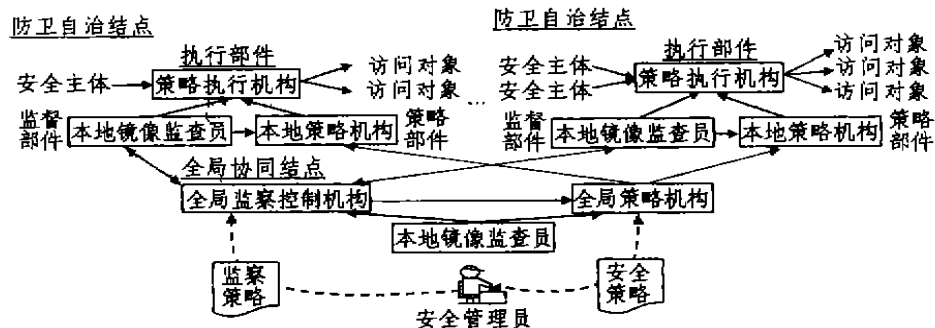 防卫自治结点
防卫自治结点
执行部件
执行部件
安全主体
策略执行机构
访问对象
访问对象
…
安全主体
安全主体
策略执行机构
访问对象
访问对象
访问对象
监督
部件
本地镜像监查员
本地策略机构
策略
部件
监督
部件
本地镜像监查员
本地策略机构
策略
部件
全局协同结点
全局监察控制机构
全局策略机构
本地镜像监查员
监察
策略
安全
策略
安全管理员